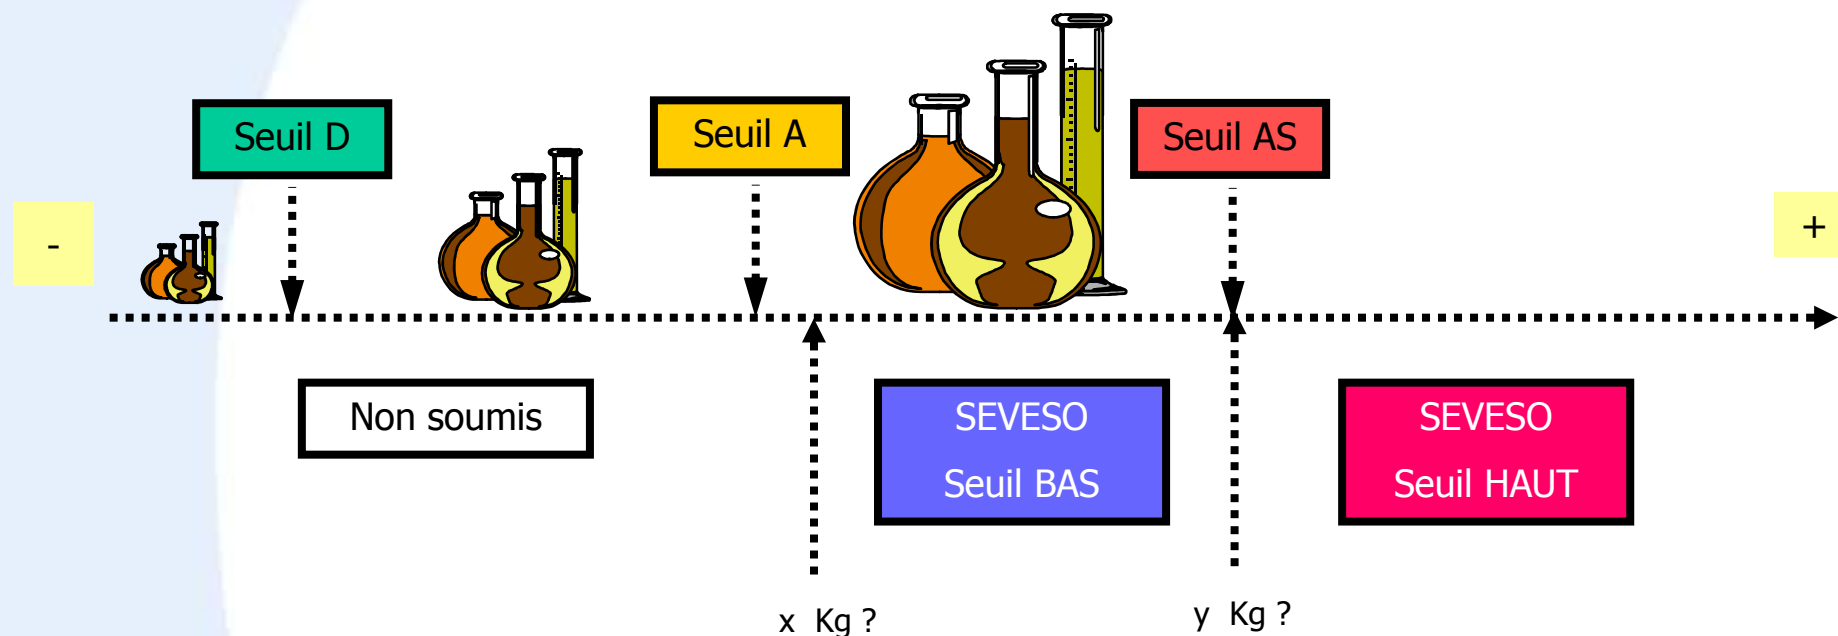 Seuil D
Seuil A
Seuil AS
-
+
Non soumis
SEVESO
Seuil BAS
SEVESO
Seuil HAUT
x Kg ?
y Kg ?